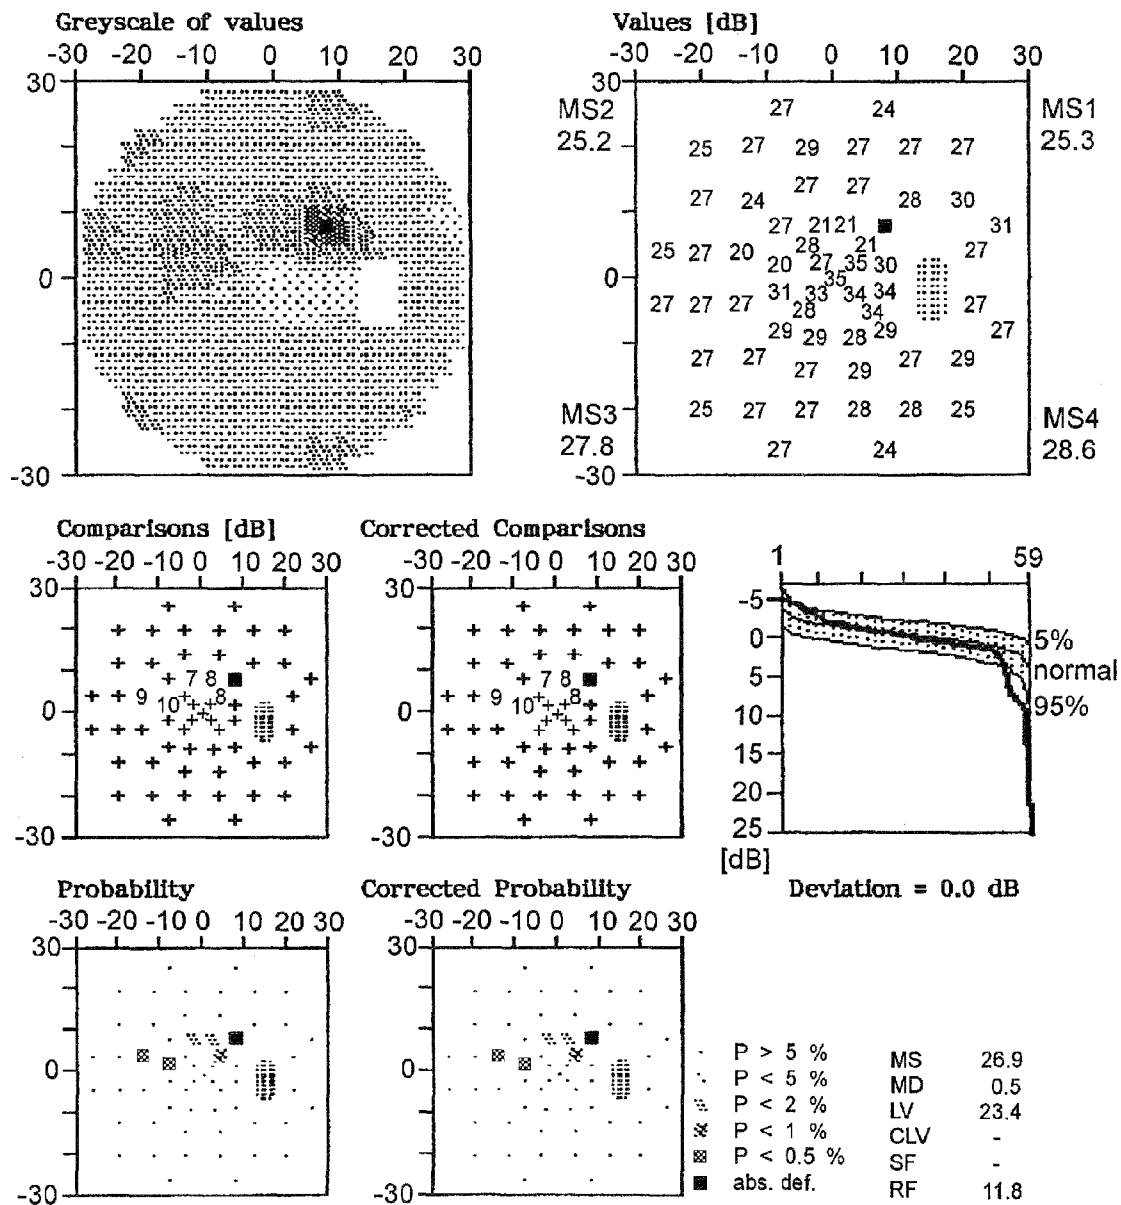 Greyscale of values
-30 -20 -10 0 10 20 30
30
0
-30
Values [dB]
-30 -20 -10 0 10 20 30
30
0
-30
MS2
25.2
MS1
25.3
MS3
27.8
MS4
28.6
27 24
25 27 29 27 27 27
27 27
27 24 28 30
27 21 21 31
28 21
25 27 20 27
20 27 35 30
35
31 33 34 34
27 27 27 28 34 27
29 29 28 29 27
27 27 27 29
27 29
25 27 27 28 28 25
27 24
Comparisons [dB]
-30 -20 -10 0 10 20 30
30
0
-30
7 8
9 8
10
Corrected Comparisons
-30 -20 -10 0 10 20 30
30
0
-30
7 8
9 8
10
1 59
-5
0
5
10
15
20
25
[dB]
5%
normal
95%
Deviation = 0.0 dB
Probability
-30 -20 -10 0 10 20 30
30
0
-30
Corrected Probability
-30 -20 -10 0 10 20 30
30
0
-30
P > 5 %
P < 5 %
P < 2 %
P < 1 %
P < 0.5 %
abs. def.
MS 26.9
MD 0.5
LV 23.4
CLV -
SF -
RF 11.8